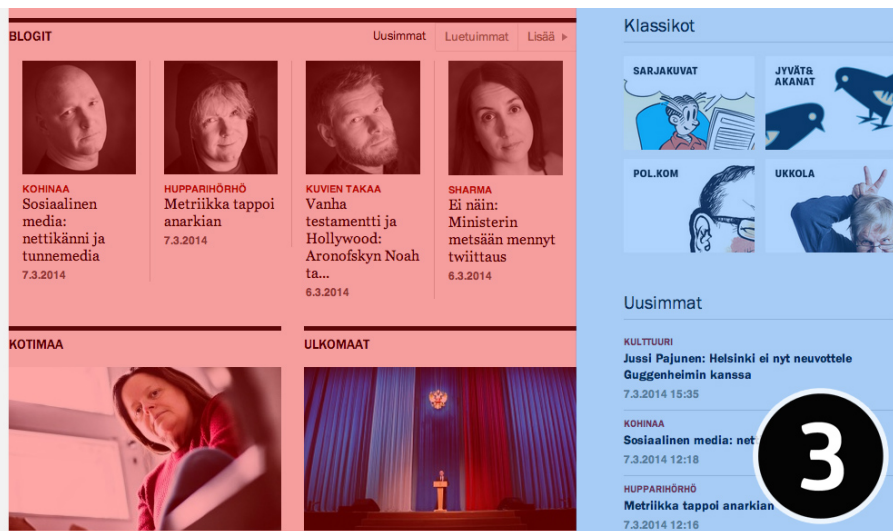 BLOGIT
Uusimmat
Luetuimmat
Lisää
KOHINAA
Sosiaalinen
media:
nettikänni ja
tunnemedia
7.3.2014
HUPPARIHÖRHÖ
Metriikka tappoi
anarkian
7.3.2014
KUVIEN TAKAA
Vanha
testamentti ja
Hollywood:
Aronofskyn Noah
ta...
6.3.2014
SHARMA
Ei näin:
Ministerin
metsään mennyt
twiittaus
6.3.2014
KOTIMAA
ULKOMAAT
Klassikot
SARJAKUVAT
JYVÄT&
AKANAT
POL.KOM
UKKOLA
Uusimmat
KULTTUURI
Jussi Pajunen: Helsinki ei nyt neuvottele
Guggenheimin kanssa
7.3.2014 15:35
KOHINAA
Sosiaalinen media: net
7.3.2014 12:18
HUPPARIHÖRHÖ
Metriikka tappoi anarkian
7.3.2014 12:16
3